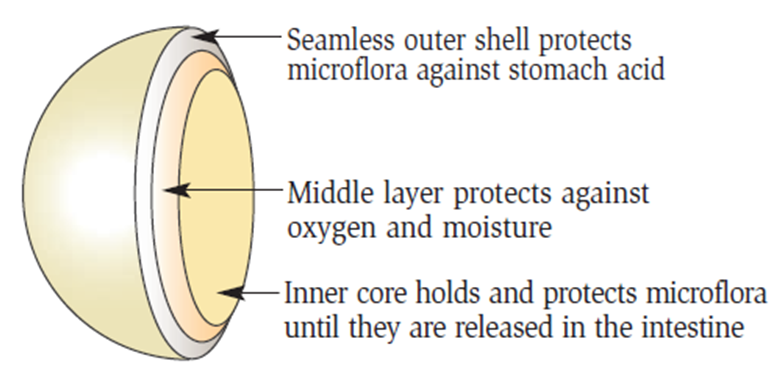 Seamless outer shell protects
microflora against stomach acid
Middle layer protects against
oxygen and moisture
Inner core holds and protects microflora
until they are released in the intestine